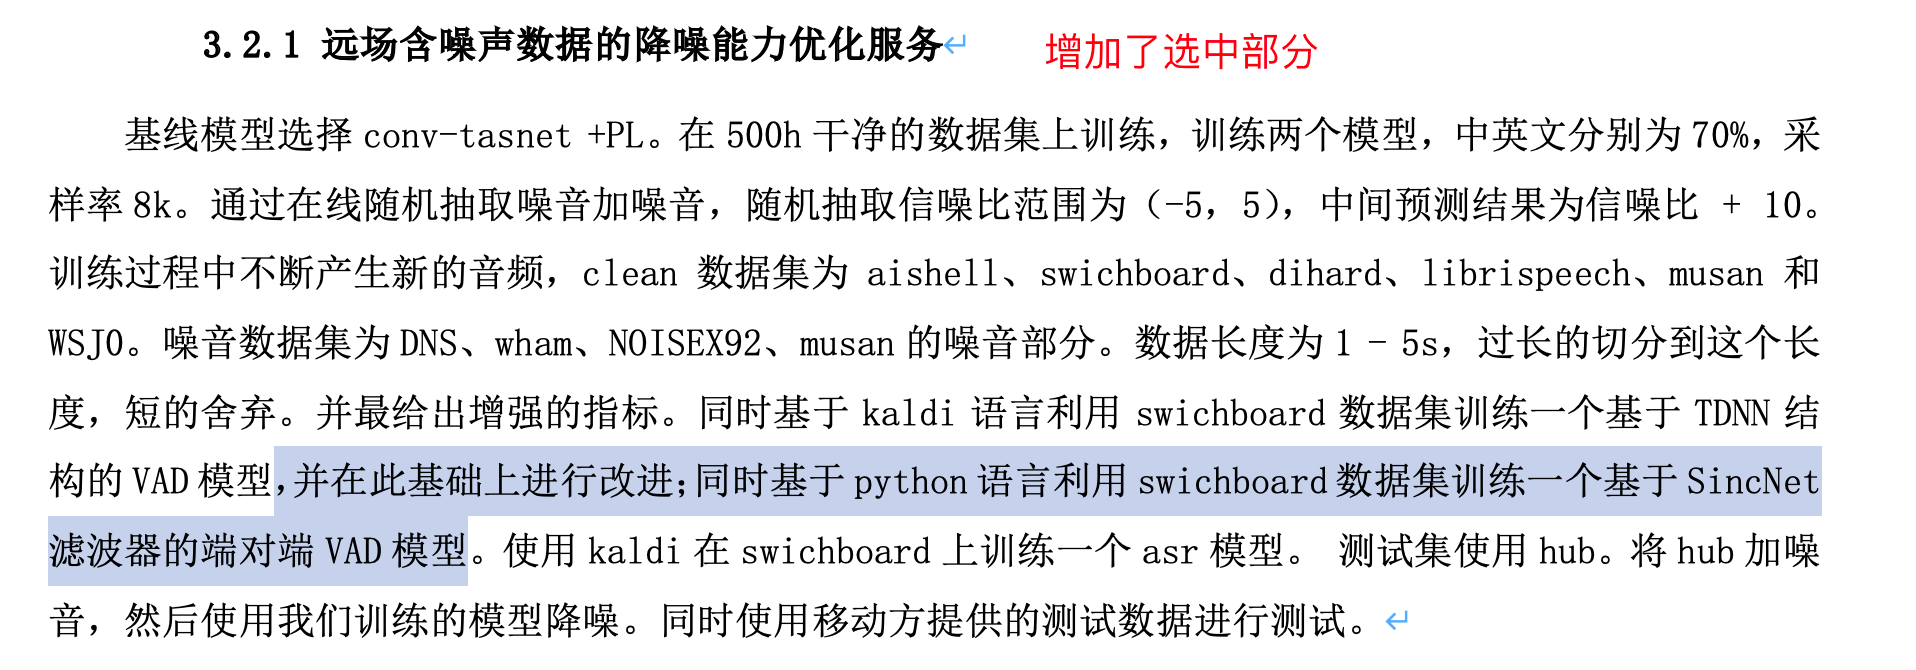 3.2.1 远场含噪声数据的降噪能力优化服务↵ 增加了选中部分
基线模型选择 conv-tasnet +PL。在 500h 干净的数据集上训练，训练两个模型，中英文分别为 70%，采
样率 8k。通过在线随机抽取噪音加噪音，随机抽取信噪比范围为（-5，5），中间预测结果为信噪比 + 10。
训练过程中不断产生新的音频，clean 数据集为 aishell、swichboard、dihard、librispeech、musan 和
WSJ0。噪音数据集为 DNS、wham、NOISEX92、musan 的噪音部分。数据长度为 1 - 5s，过长的切分到这个长
度，短的舍弃。并最给出增强的指标。同时基于 kaldi 语言利用 swichboard 数据集训练一个基于 TDNN 结
构的 VAD 模型，并在此基础上进行改进；同时基于 python 语言利用 swichboard 数据集训练一个基于 SincNet
滤波器的端对端 VAD 模型。使用 kaldi 在 swichboard 上训练一个 asr 模型。 测试集使用 hub。将 hub 加噪
音，然后使用我们训练的模型降噪。同时使用移动方提供的测试数据进行测试。↵